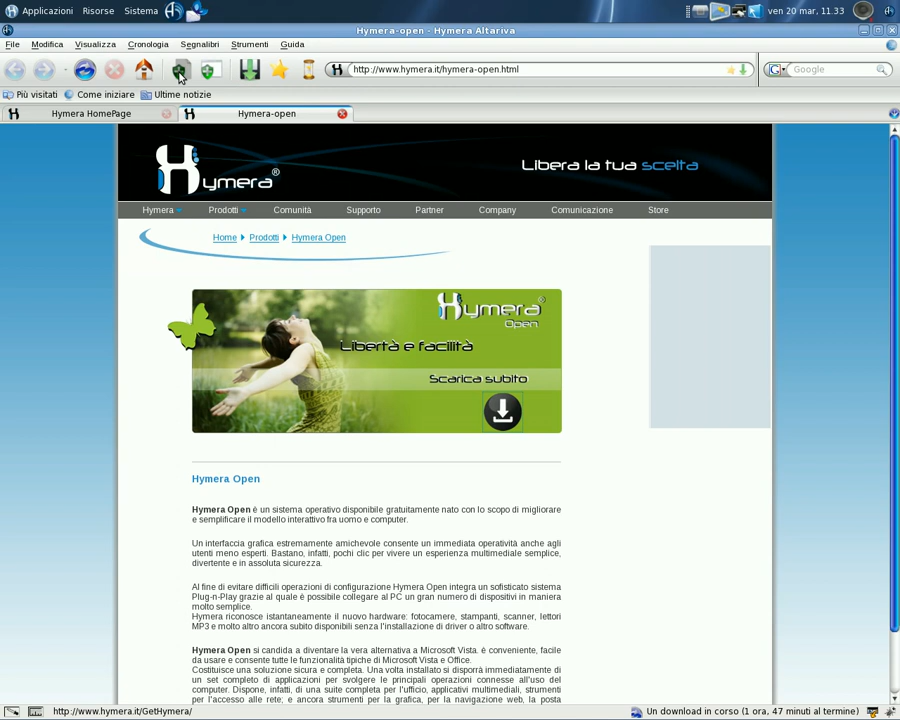 Applicazioni Risorse Sistema ven 20 mar, 11.33
Hymera-open - Hymera Altariva
File Modifica Visualizza Cronologia Segnalibri Strumenti Guida
http://www.hymera.it/hymera-open.html Google
Più visitati Come iniziare Ultime notizie
Hymera HomePage Hymera-open
Hymera® Libera la tua scelta
Hymera Prodotti Comunità Supporto Partner Company Comunicazione Store
Home Prodotti Hymera Open
Hymera®
Open
Libertà e facilità
Scarica subito
Hymera Open
Hymera Open è un sistema operativo disponibile gratuitamente nato con lo scopo di migliorare
e semplificare il modello interattivo fra uomo e computer.
Un interfaccia grafica estremamente amichevole consente un immediata operatività anche agli
utenti meno esperti. Bastano, infatti, pochi clic per vivere un esperienza multimediale semplice,
divertente e in assoluta sicurezza.
Al fine di evitare difficili operazioni di configurazione Hymera Open integra un sofisticato sistema
Plug-n-Play grazie al quale è possibile collegare al PC un gran numero di dispositivi in maniera
molto semplice.
Hymera riconosce istantaneamente il nuovo hardware: fotocamere, stampanti, scanner, lettori
MP3 e molto altro ancora subito disponibili senza l'installazione di driver o altro software.
Hymera Open si candida a diventare la vera alternativa a Microsoft Vista. è conveniente, facile
da usare e consente tutte le funzionalità tipiche di Microsoft Vista e Office.
Costituisce una soluzione sicura e completa. Una volta installato si disporrà immediatamente di
un set completo di applicazioni per svolgere le principali operazioni connesse all'uso del
computer. Dispone, infatti, di una suite completa per l'ufficio, applicativi multimediali, strumenti
per l'accesso alle rete; e ancora strumenti per la grafica, per la navigazione web, la posta
http://www.hymera.it/GetHymera/ Un download in corso (1 ora, 47 minuti al termine)